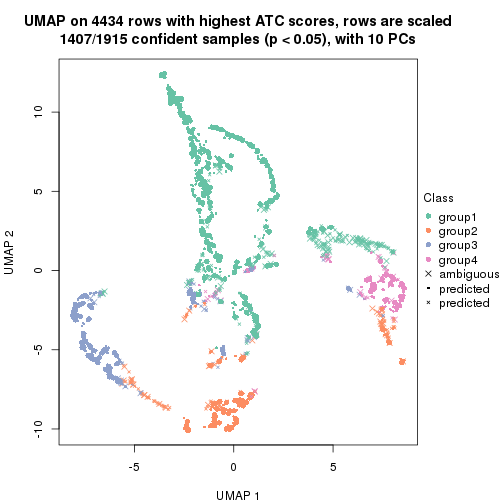 UMAP on 4434 rows with highest ATC scores, rows are scaled
1407/1915 confident samples (p < 0.05), with 10 PCs
10
5
0
-5
-10
UMAP 2
-5
0
5
UMAP 1
Class
group1
group2
group3
group4
ambiguous
predicted
predicted